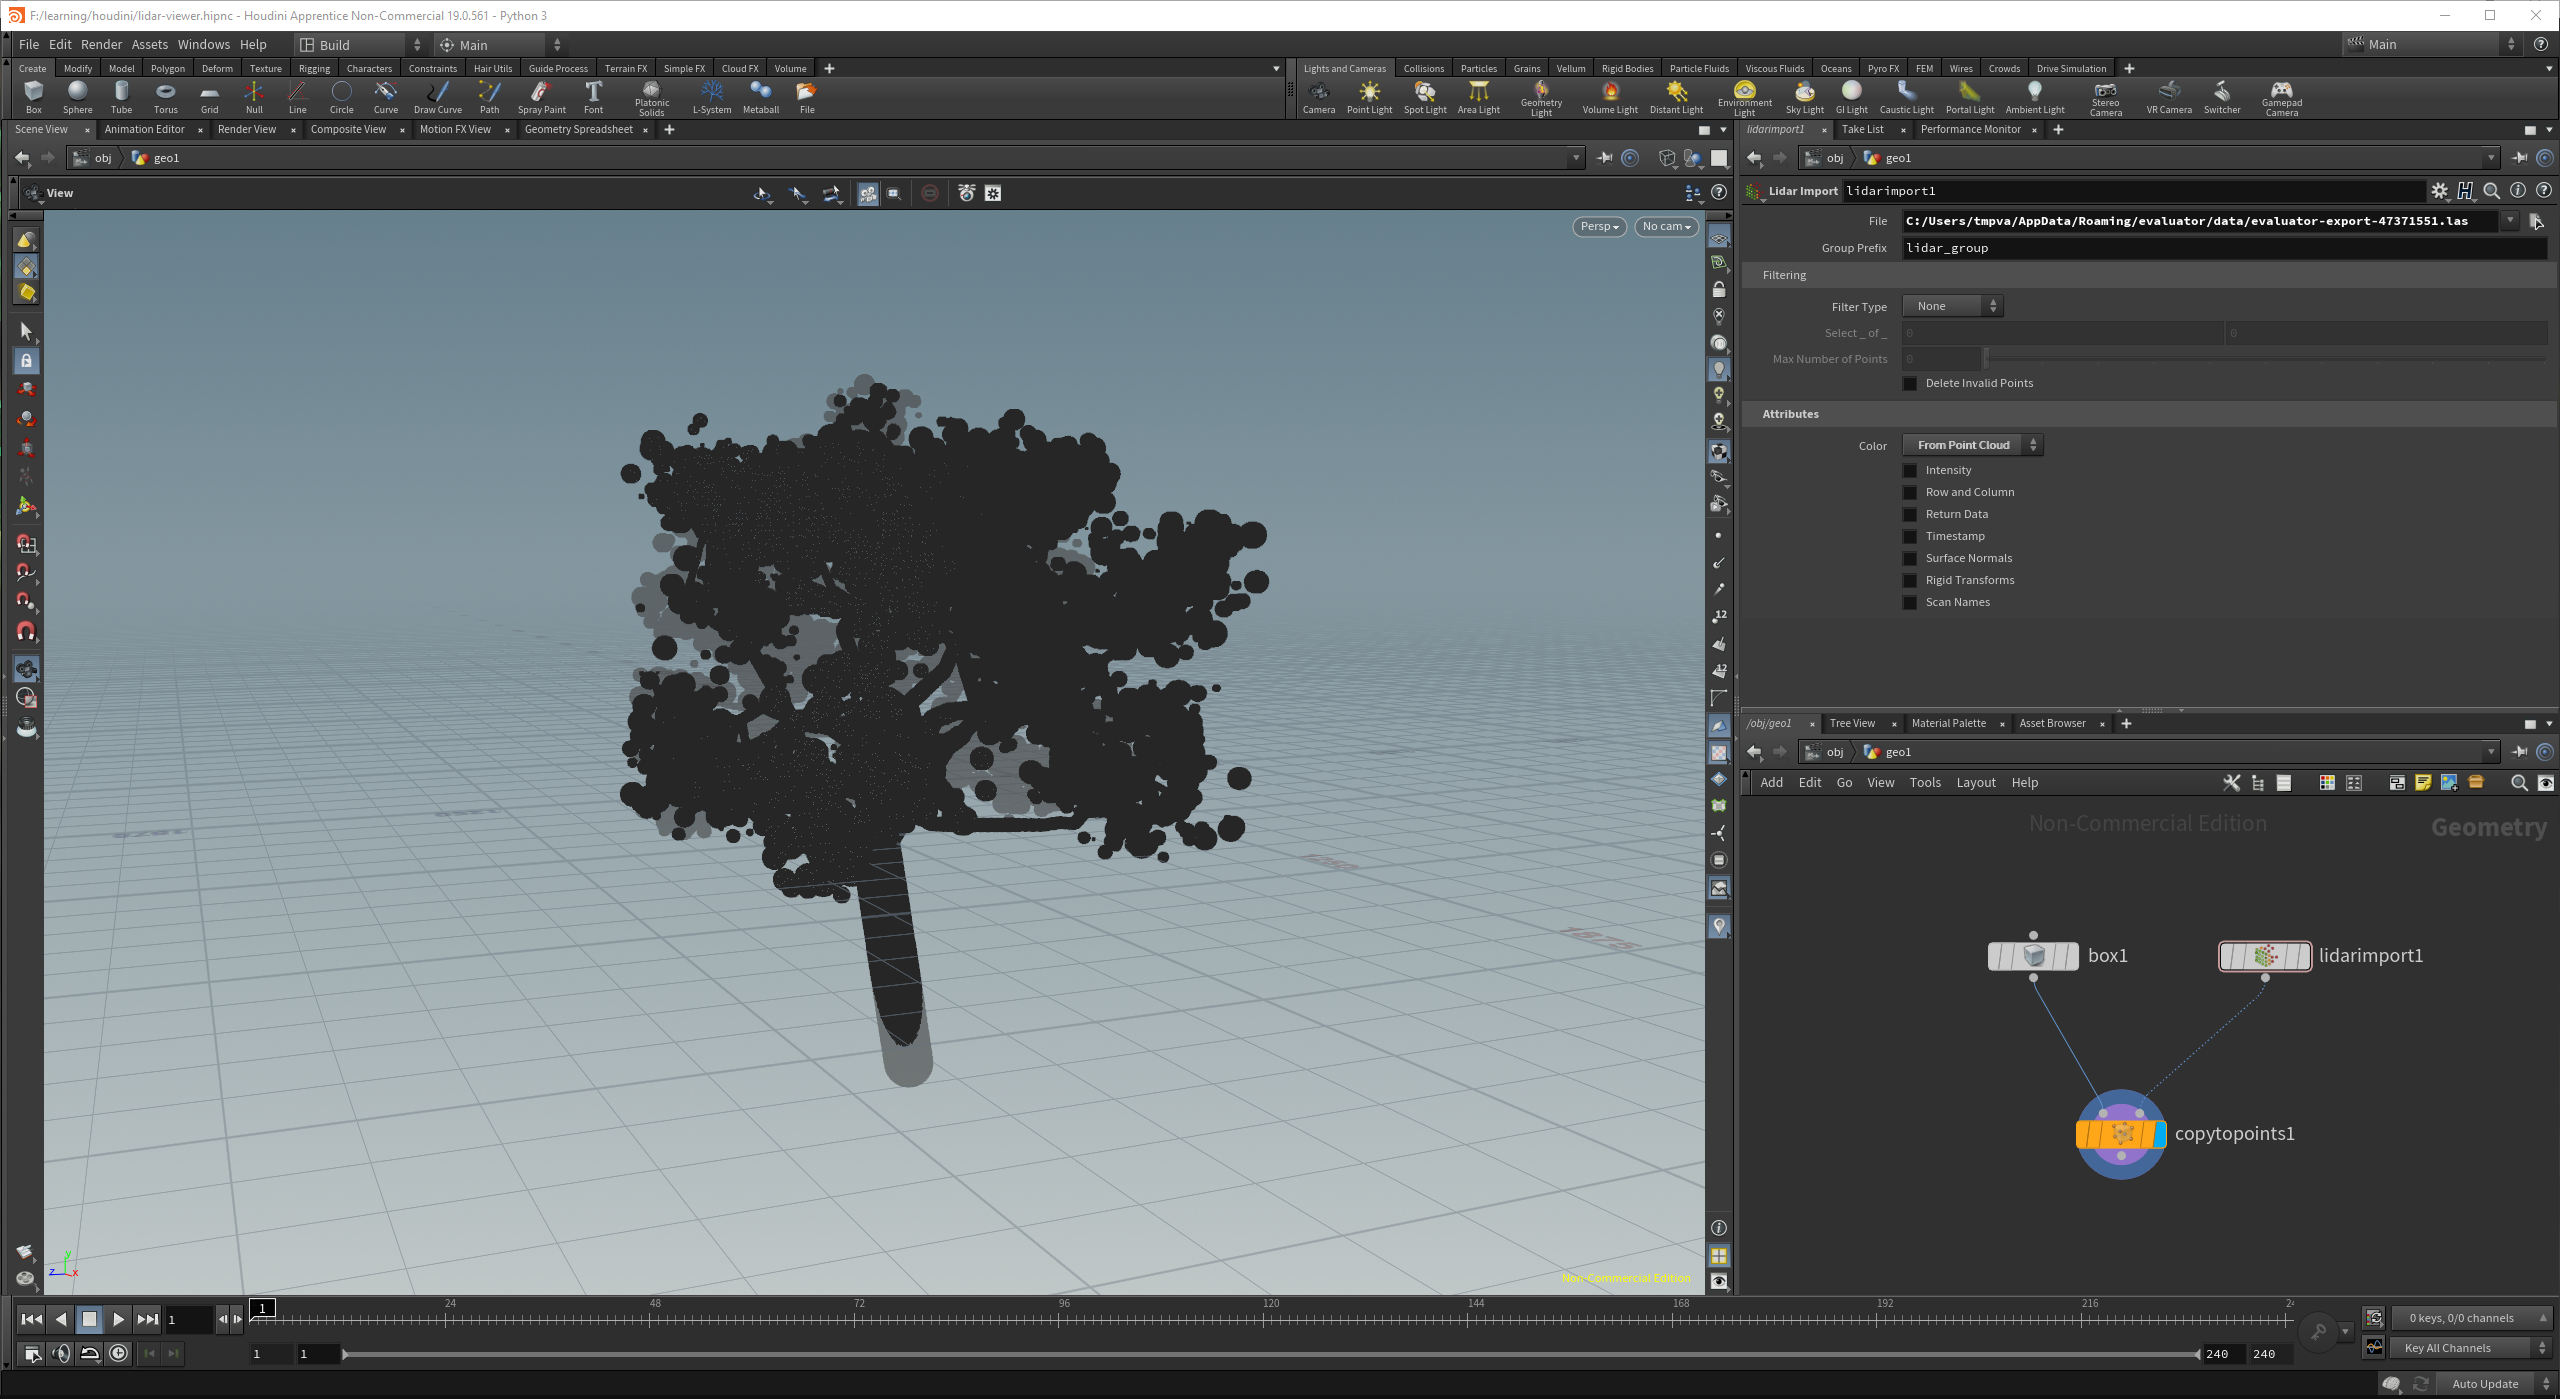 F:/learning/houdini/lidar-viewer.hipnc - Houdini Apprentice Non-Commercial 19.0.561 - Python 3
File Edit Render Assets Windows Help Build Main Main
Create Modify Model Polygon Deform Texture Rigging Characters Constraints Hair Utils Guide Process Terrain FX Simple FX Cloud FX Volume
Box Sphere Tube Torus Grid Null Line Circle Curve Draw Curve Path Spray Paint Font Platonic Solids L-System Metaball File
Lights and Cameras Collisions Particles Grains Vellum Rigid Bodies Particle Fluids Viscous Fluids Oceans Pyro FX FEM Wires Crowds Drive Simulation
Camera Point Light Spot Light Area Light Geometry Light Volume Light Distant Light Environment Light Sky Light GI Light Caustic Light Portal Light Ambient Light Stereo Camera VR Camera Switcher Gamepad Camera
Scene View Animation Editor Render View Composite View Motion FX View Geometry Spreadsheet
obj geo1
View
Persp No cam
12
12
1250
1875
Non-Commercial Edition
z y x
lidarimport1 Take List Performance Monitor
obj geo1
Lidar Import lidarimport1
File C:/Users/tmpva/AppData/Roaming/evaluator/data/evaluator-export-47371551.las
Group Prefix lidar_group
Filtering
Filter Type None
Select _ of _ 0 0
Max Number of Points 0
Delete Invalid Points
Attributes
Color From Point Cloud
Intensity
Row and Column
Return Data
Timestamp
Surface Normals
Rigid Transforms
Scan Names
/obj/geo1 Tree View Material Palette Asset Browser
obj geo1
Add Edit Go View Tools Layout Help
Non-Commercial Edition Geometry
box1 lidarimport1
copytopoints1
1 1 24 48 72 96 120 144 168 192 216 24
0 keys, 0/0 channels
1 1 240 240
Key All Channels
Auto Update